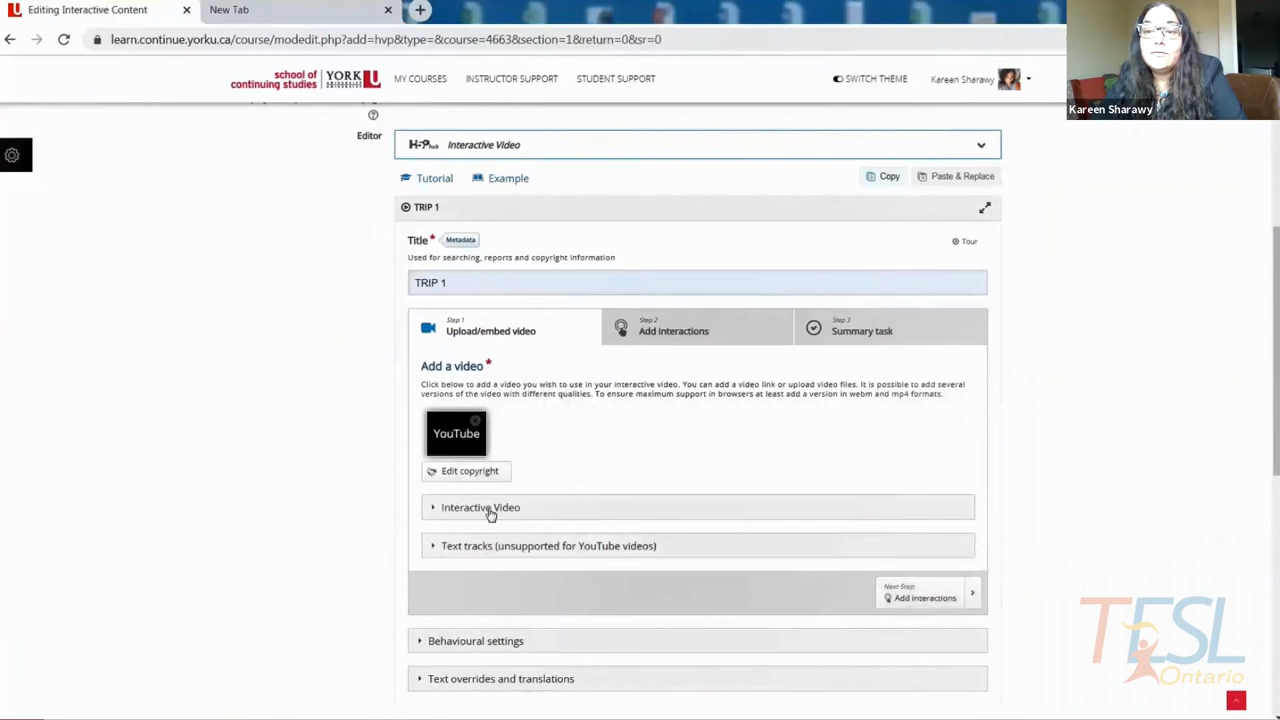 Editing Interactive Content
New Tab
learn.continue.yorku.ca/course/modedit.php?add=hvp&type=&course=4663&section=1&return=0&sr=0
school of
continuing studies
YORK U
MY COURSES
INSTRUCTOR SUPPORT
STUDENT SUPPORT
SWITCH THEME
Kareen Sharawy
Kareen Sharawy
Editor
H5P hub
Interactive Video
Tutorial
Example
Copy
Paste & Replace
TRIP 1
Title *
Metadata
Tour
Used for searching, reports and copyright information
TRIP 1
Step 1
Upload/embed video
Step 2
Add interactions
Step 3
Summary task
Add a video *
Click below to add a video you wish to use in your interactive video. You can add a video link or upload video files. It is possible to add several
versions of the video with different qualities. To ensure maximum support in browsers at least add a version in webm and mp4 formats.
YouTube
Edit copyright
Interactive Video
Text tracks (unsupported for YouTube videos)
Next Step
Add interactions
Behavioural settings
Text overrides and translations
TESL
Ontario